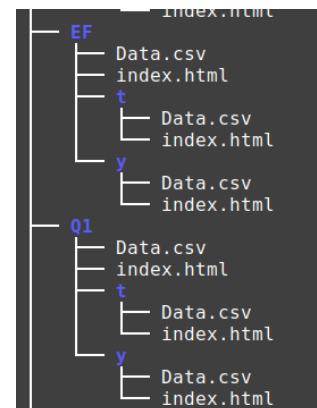 index.html
EF
Data.csv
index.html
t
Data.csv
index.html
y
Data.csv
index.html
Q1
Data.csv
index.html
t
Data.csv
index.html
y
Data.csv
index.html